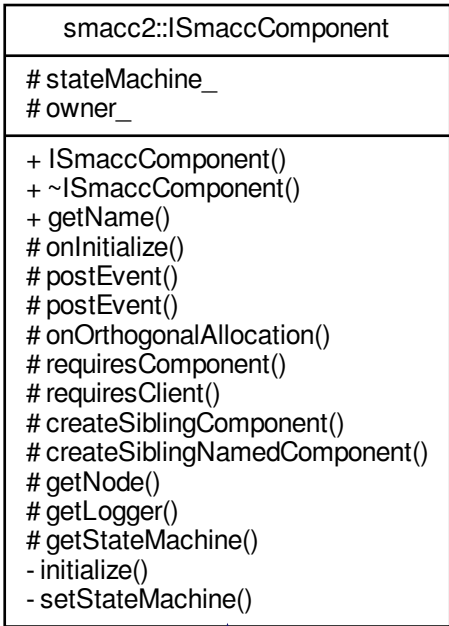 smacc2::ISmaccComponent
# stateMachine_
# owner_
+ ISmaccComponent()
+ ~ISmaccComponent()
+ getName()
# onInitialize()
# postEvent()
# postEvent()
# onOrthogonalAllocation()
# requiresComponent()
# requiresClient()
# createSiblingComponent()
# createSiblingNamedComponent()
# getNode()
# getLogger()
# getStateMachine()
- initialize()
- setStateMachine()